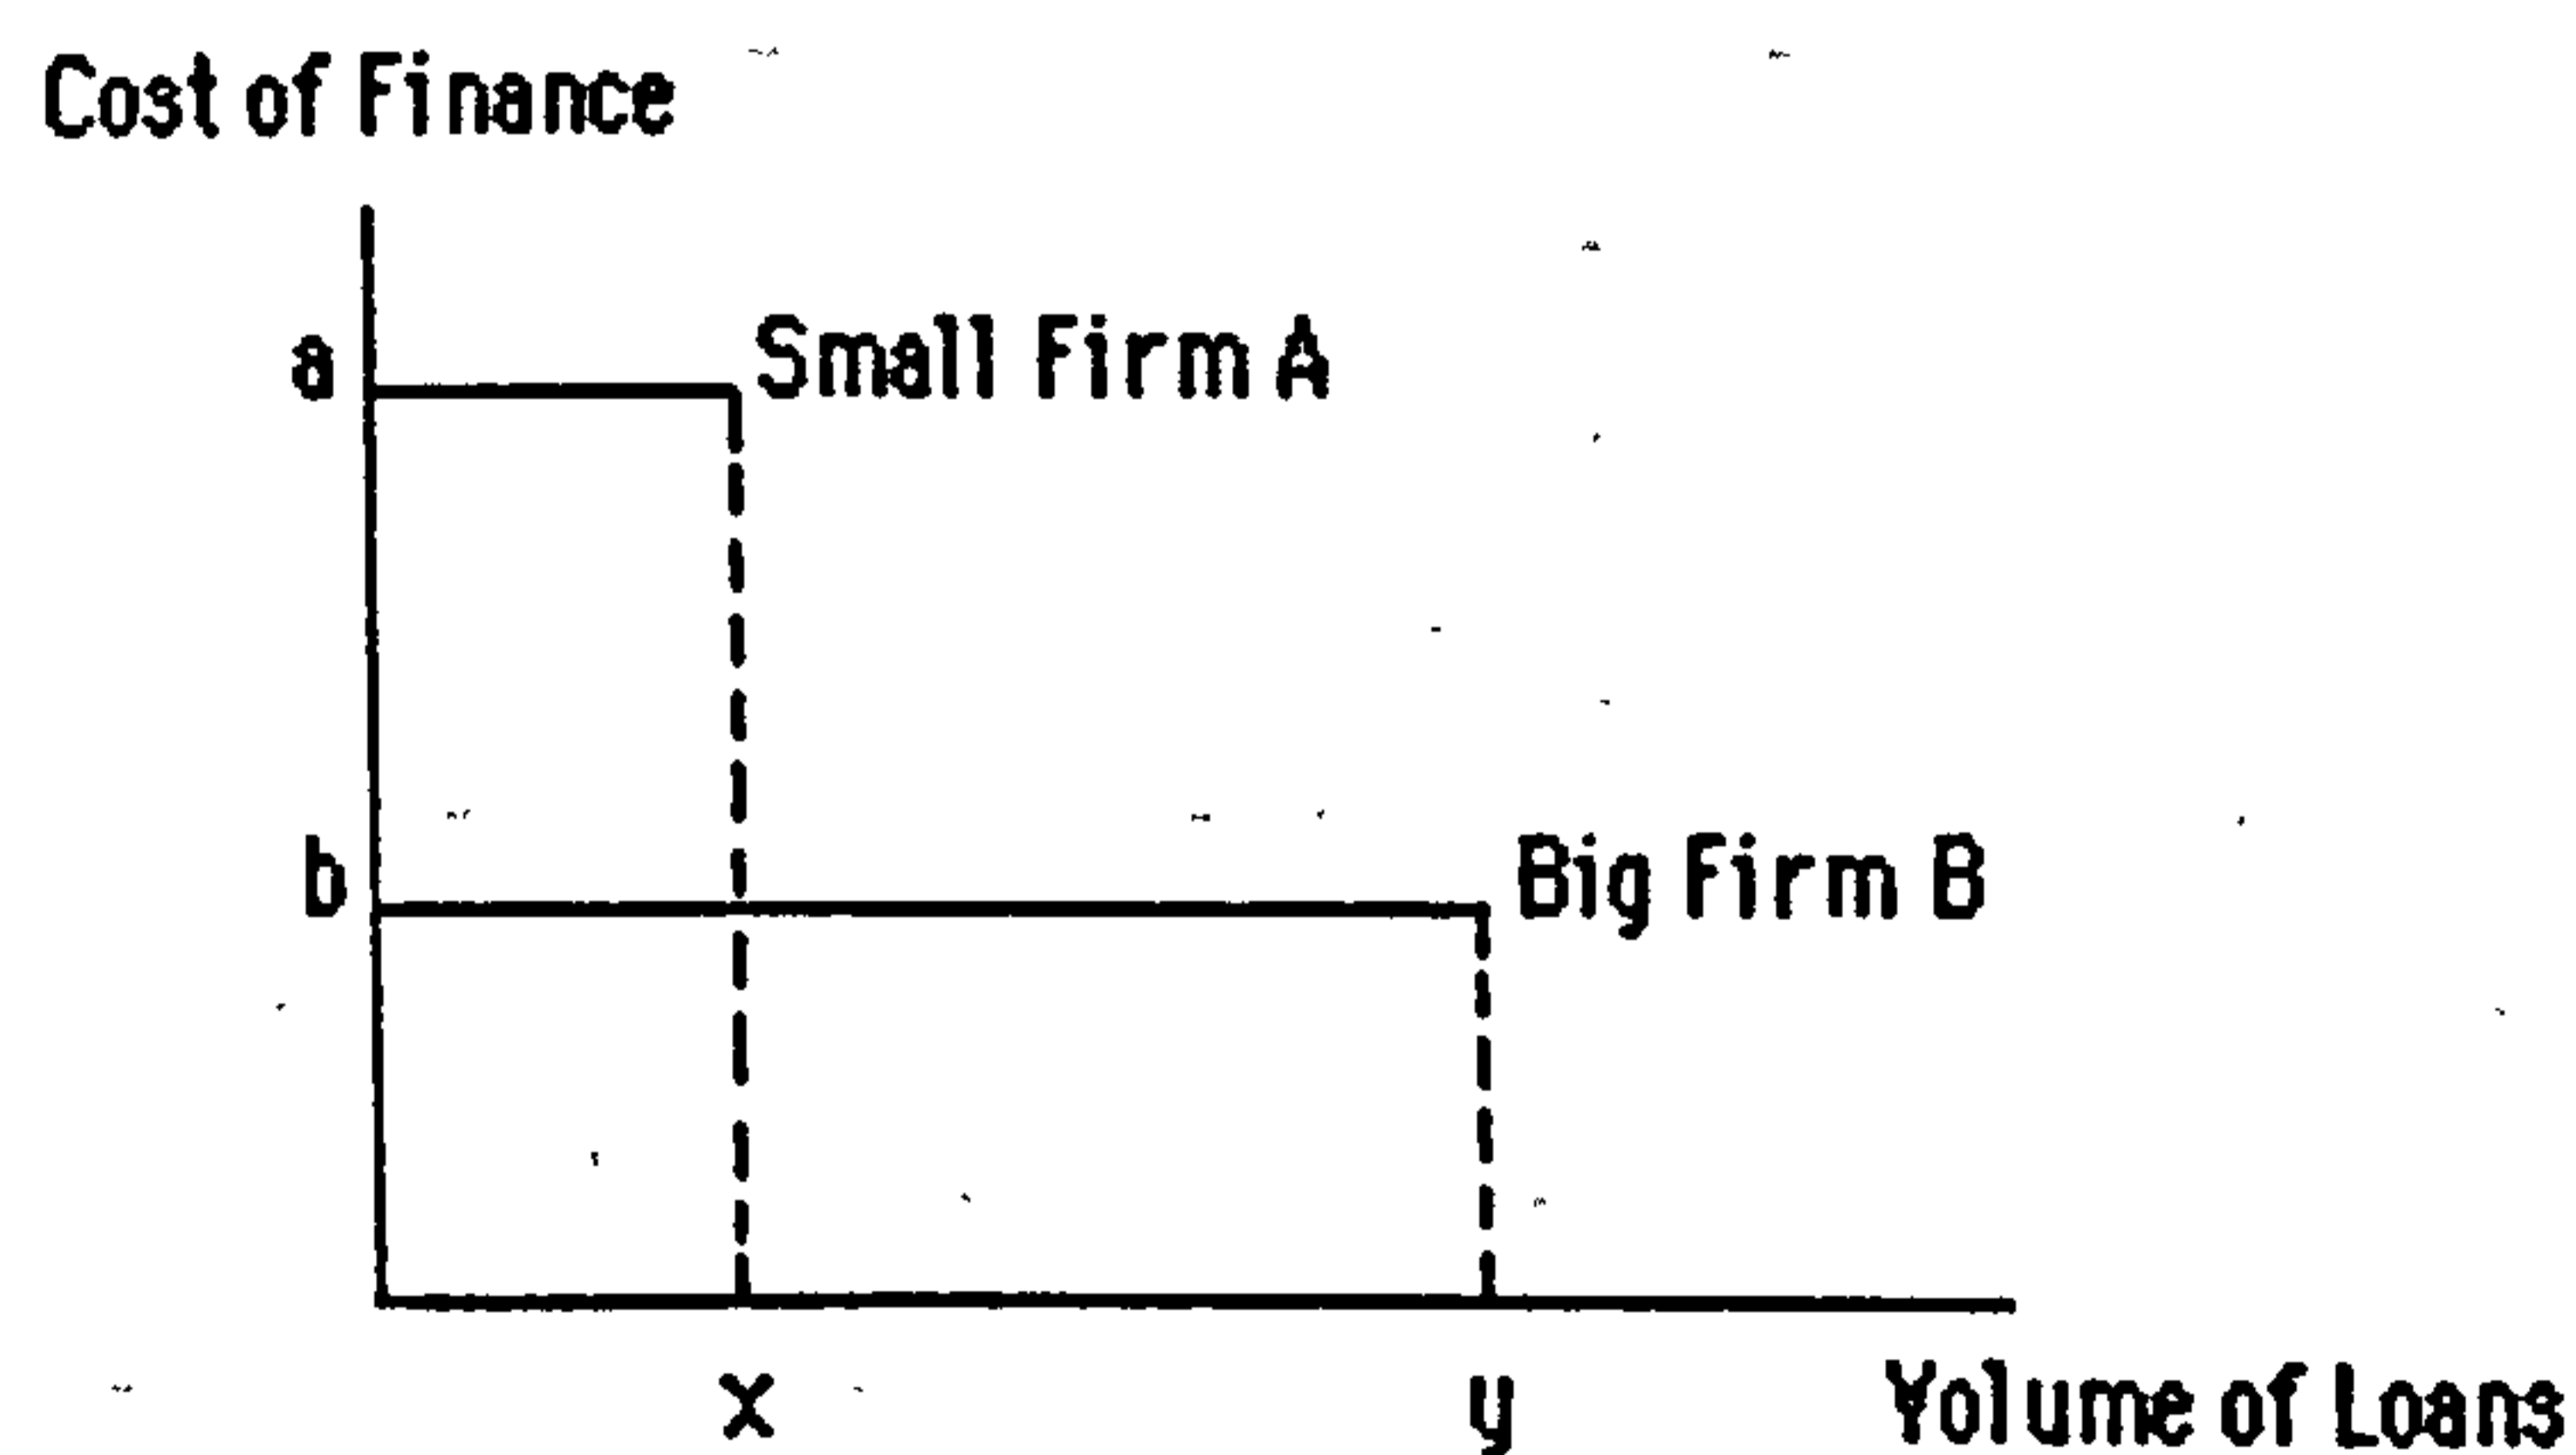 Cost of Finance
a
Small Firm A
b
Big Firm B
x
y
Volume of Loans